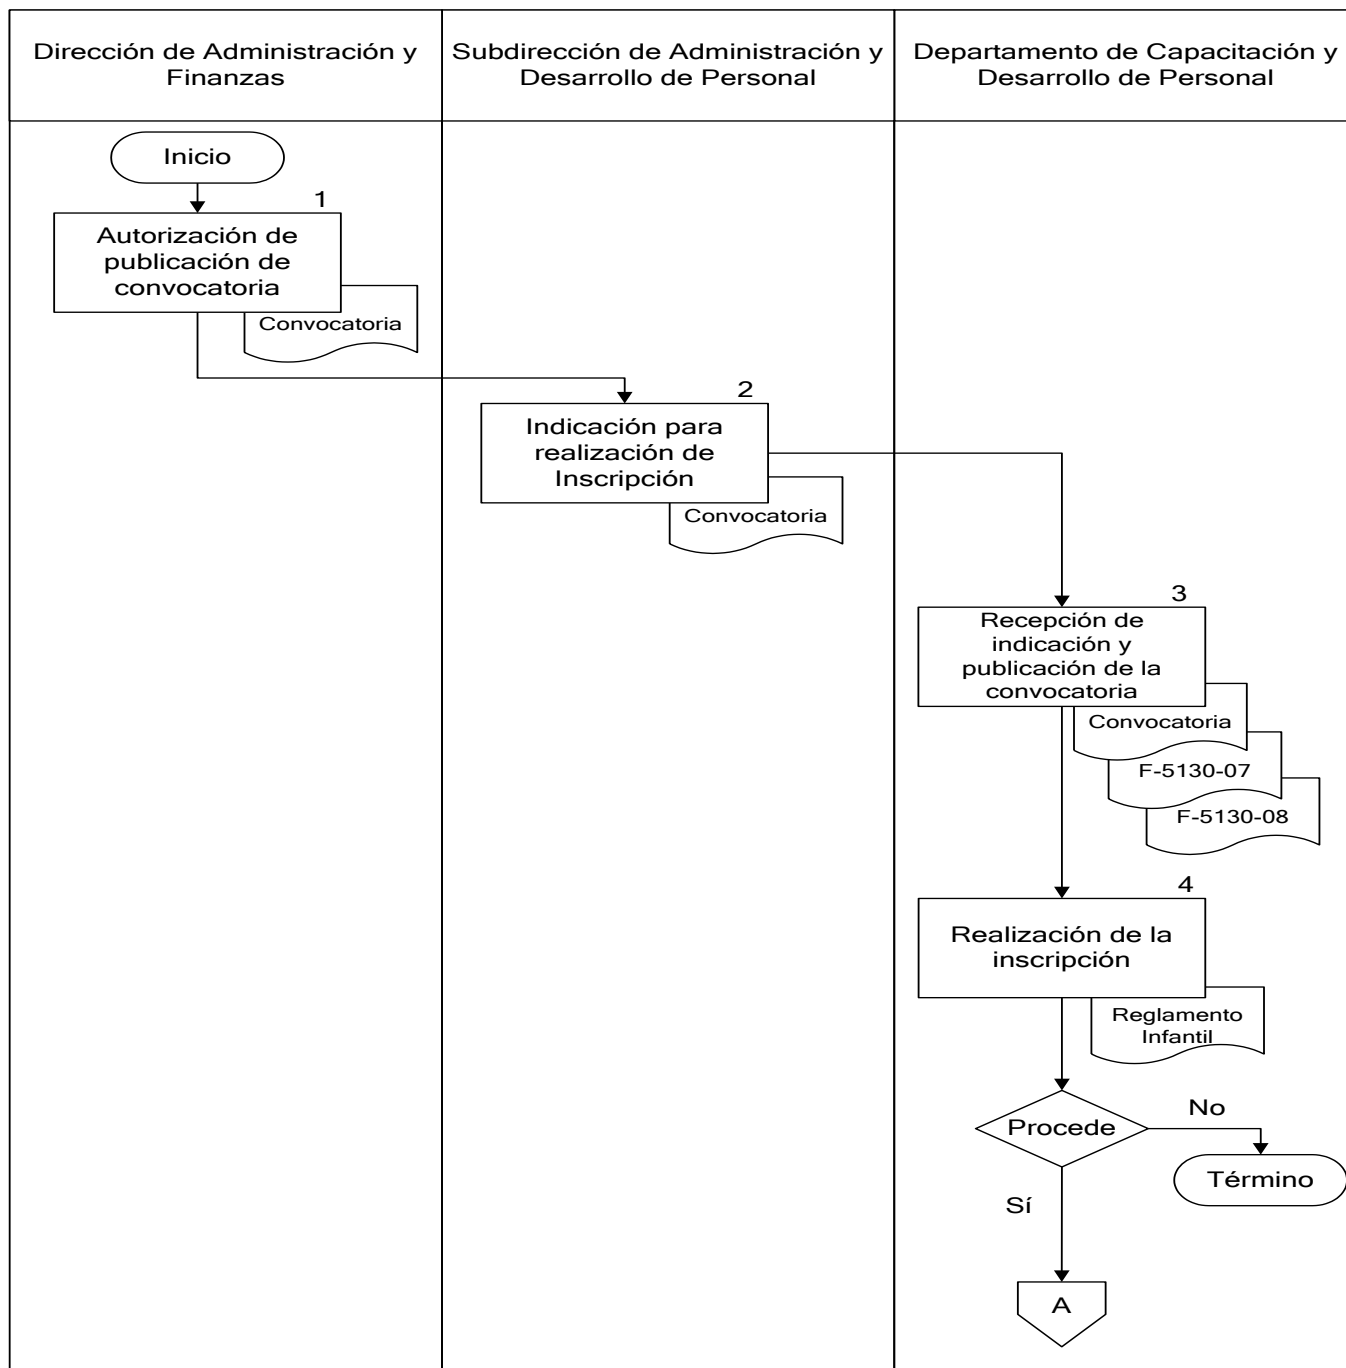 Dirección de Administración y
Finanzas
Subdirección de Administración y
Desarrollo de Personal
Departamento de Capacitación y
Desarrollo de Personal
Inicio
1
Autorización de
publicación de
convocatoria
Convocatoria
2
Indicación para
realización de
Inscripción
Convocatoria
3
Recepción de
indicación y
publicación de la
convocatoria
Convocatoria
F-5130-07
F-5130-08
4
Realización de la
inscripción
Reglamento
Infantil
Procede
No
Término
Sí
A